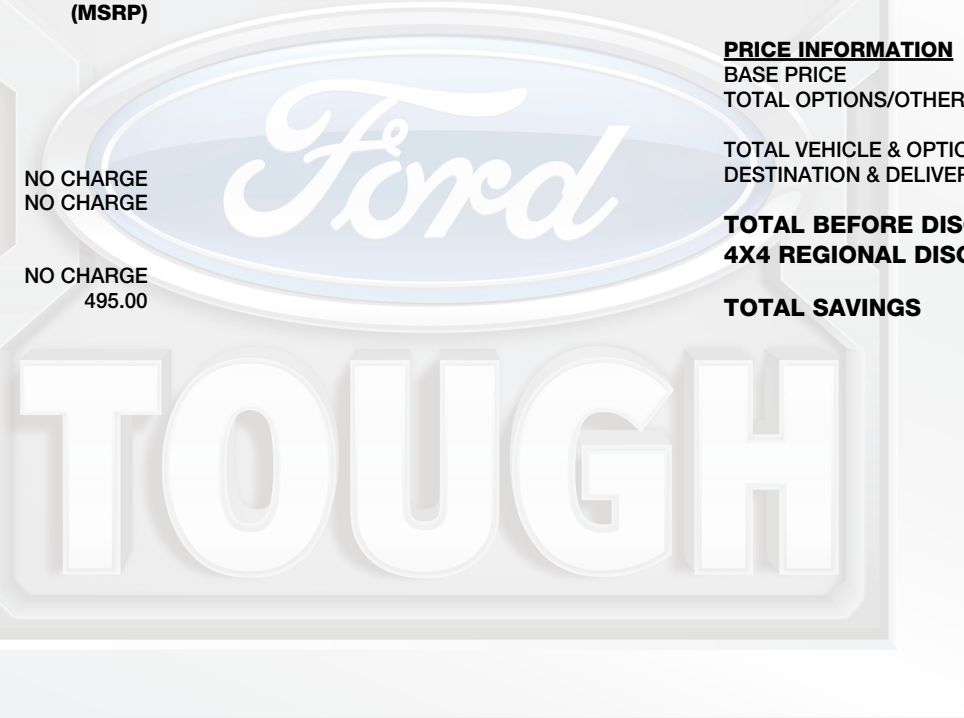 (MSRP)
NO CHARGE
NO CHARGE
NO CHARGE
495.00
PRICE INFORMATION
BASE PRICE
TOTAL OPTIONS/OTHER
TOTAL VEHICLE & OPTIO
DESTINATION & DELIVER
TOTAL BEFORE DISC
4X4 REGIONAL DISC
TOTAL SAVINGS
Ford
TOUGH